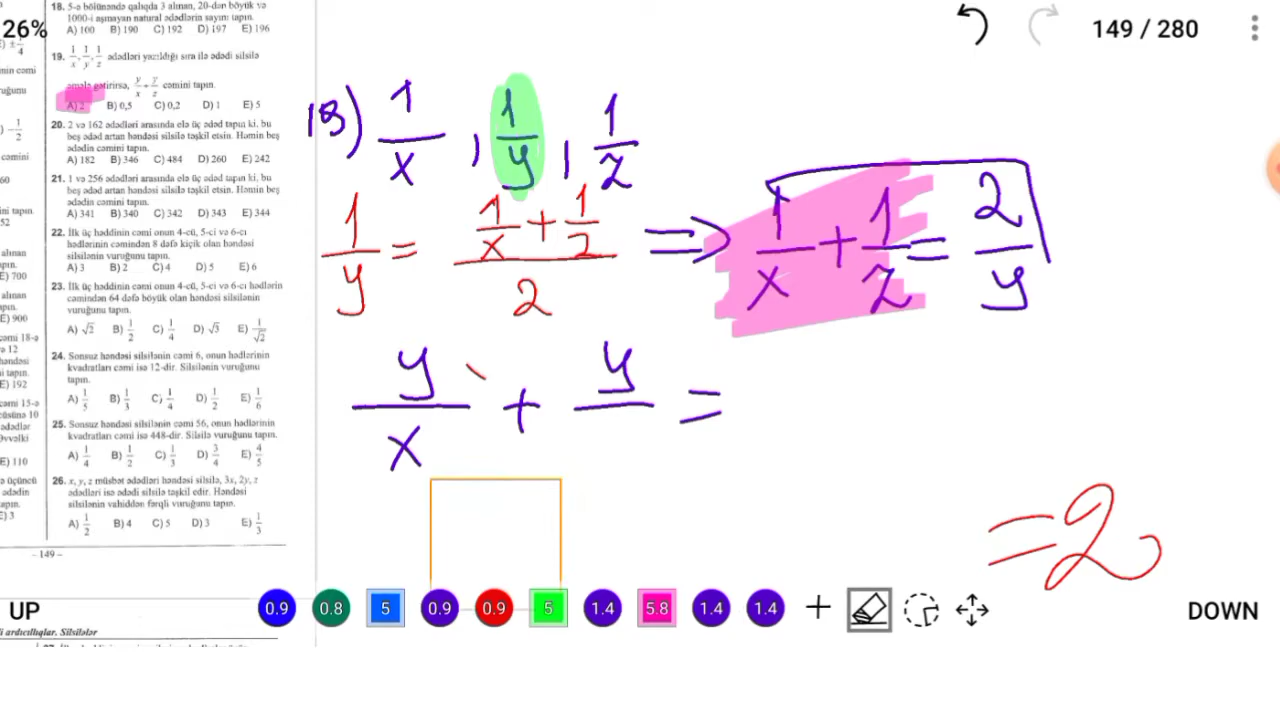 26%
149 / 280
18. 5-ə bölünəndə qalıqda 3 alınan, 20-dən böyük və
1000-i aşmayan natural ədədlərin sayını tapın.
A) 100 B) 190 C) 192 D) 197 E) 196
19. 1/x, 1/y, 1/z ədədləri yazıldığı sıra ilə ədədi silsilə
əmələ gətirirsə, y/x + y/z cəmini tapın.
A) 2 B) 0,5 C) 0,2 D) 1 E) 5
20. 2 və 162 ədədləri arasında elə üç ədəd tapın ki, bu
beş ədəd artan həndəsi silsilə təşkil etsin. Həmin beş
ədədin cəmini tapın.
A) 182 B) 346 C) 484 D) 260 E) 242
21. 1 və 256 ədədləri arasında elə üç ədəd tapın ki, bu
beş ədəd artan həndəsi silsilə təşkil etsin. Həmin beş
ədədin cəmini tapın.
A) 341 B) 340 C) 342 D) 343 E) 344
22. İlk üç həddinin cəmi onun 4-cü, 5-ci və 6-cı
hədlərinin cəmindən 8 dəfə kiçik olan həndəsi
silsilənin vuruğunu tapın.
A) 3 B) 2 C) 4 D) 5 E) 6
23. İlk üç həddinin cəmi onun 4-cü, 5-ci və 6-cı hədlərin
cəmindən 64 dəfə böyük olan həndəsi silsilənin
vuruğunu tapın.
A) √2 B) 1/2 C) 1/4 D) √3 E) 1/√2
24. Sonsuz həndəsi silsilənin cəmi 6, onun hədlərinin
kvadratları cəmi isə 12-dir. Silsilənin vuruğunu
tapın.
A) 1/5 B) 1/3 C) 1/4 D) 1/2 E) 1/6
25. Sonsuz həndəsi silsilənin cəmi 56, onun hədlərinin
kvadratları cəmi isə 448-dir. Silsilə vuruğunu tapın.
A) 1/4 B) 1/2 C) 1/3 D) 3/4 E) 4/5
26. x, y, z müsbət ədədləri həndəsi silsilə, 3x, 2y, z
ədədləri isə ədədi silsilə təşkil edir. Həndəsi
silsilənin vahiddən fərqli vuruğunu tapın.
A) 1/2 B) 4 C) 5 D) 3 E) 1/3
– 149 –
18) 1/x , 1/y , 1/z
1/y = (1/x + 1/2)/2 ⇒ 1/x + 1/z = 2/y
y/x + y =
=2
UP 0.9 0.8 5 0.9 0.9 5 1.4 5.8 1.4 1.4 + DOWN
ardıcıllıqlar. Silsilələr